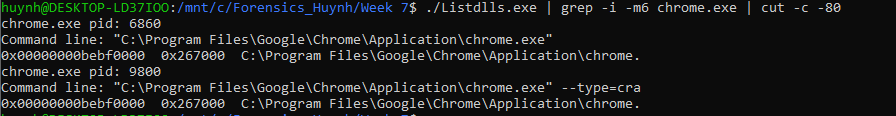 huynh@DESKTOP-LD37IOO:/mnt/c/Forensics_Huynh/Week 7$ ./Listdlls.exe | grep -i -m6 chrome.exe | cut -c -80
chrome.exe pid: 6860
Command line: "C:\Program Files\Google\Chrome\Application\chrome.exe"
0x00000000bebf0000  0x267000  C:\Program Files\Google\Chrome\Application\chrome.
chrome.exe pid: 9800
Command line: "C:\Program Files\Google\Chrome\Application\chrome.exe" --type=cra
0x00000000bebf0000  0x267000  C:\Program Files\Google\Chrome\Application\chrome.